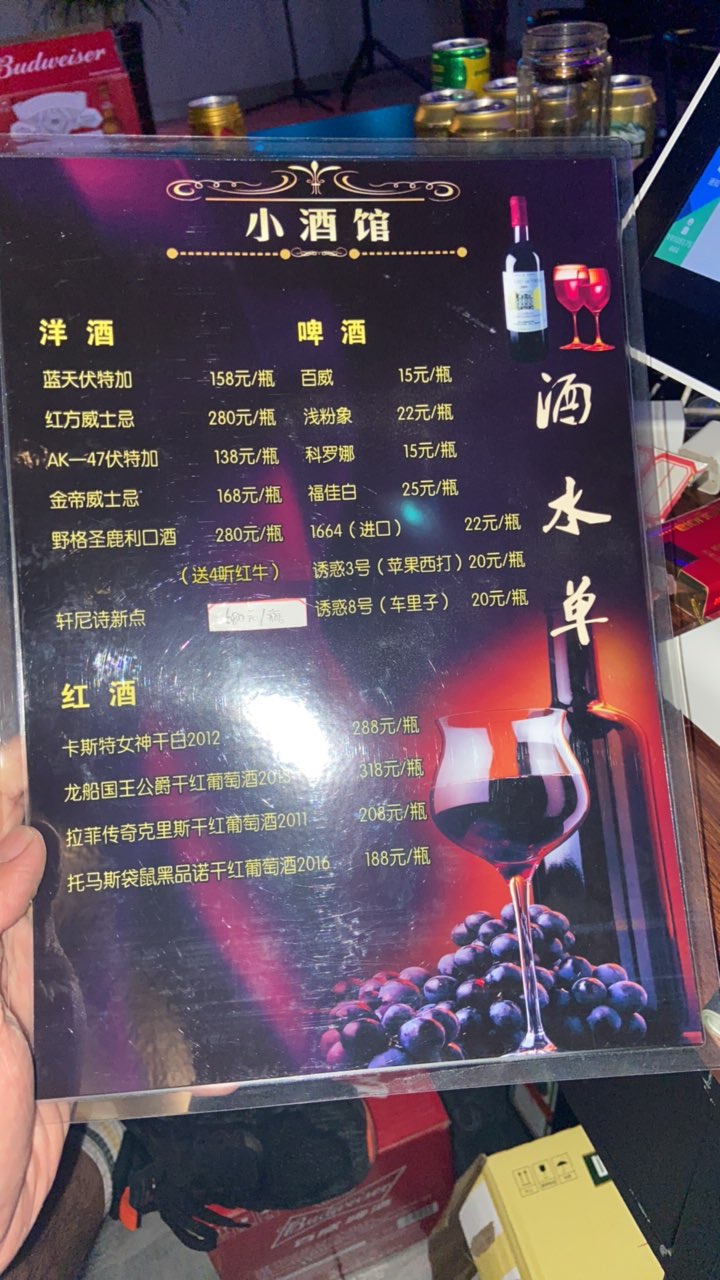 Budweiser
小酒馆
酒水单
洋酒
蓝天伏特加 158元/瓶
红方威士忌 280元/瓶
AK—47伏特加 138元/瓶
金帝威士忌 168元/瓶
野格圣鹿利口酒 280元/瓶
（送4听红牛）
轩尼诗新点
啤酒
百威 15元/瓶
浅粉象 22元/瓶
科罗娜 15元/瓶
福佳白 25元/瓶
1664（进口） 22元/瓶
诱惑3号（苹果西打）20元/瓶
诱惑8号（车里子） 20元/瓶
红酒
卡斯特女神干白2012 288元/瓶
龙船国王公爵干红葡萄酒 318元/瓶
拉菲传奇克里斯干红葡萄酒2011 208元/瓶
托马斯袋鼠黑品诺干红葡萄酒2016 188元/瓶
Budweiser